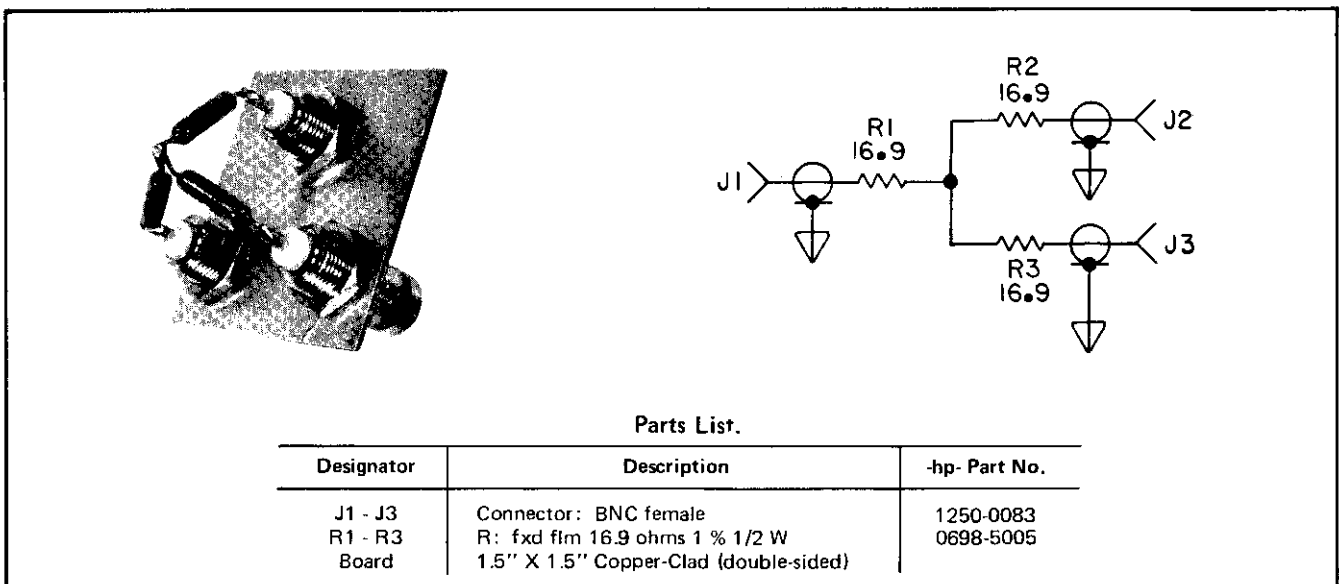 R2
16.9
J2
R1
16.9
J1
J3
R3
16.9
Parts List.
Designator Description -hp- Part No.
J1 - J3 Connector: BNC female 1250-0083
R1 - R3 R: fxd flm 16.9 ohms 1 % 1/2 W 0698-5005
Board 1.5" X 1.5" Copper-Clad (double-sided)